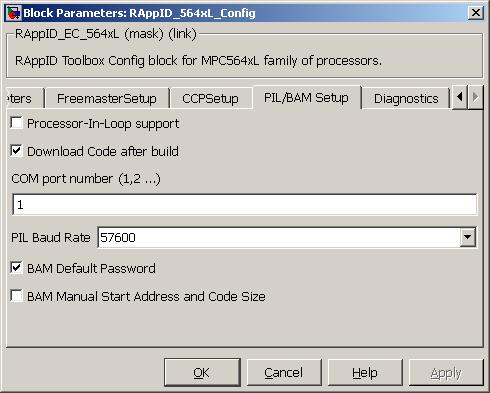 Block Parameters: RAppID_564xL_Config
RAppID_EC_564xL (mask) (link)
RAppID Toolbox Config block for MPC564xL family of processors.
eters FreemasterSetup CCPSetup PIL/BAM Setup Diagnostics
Processor-In-Loop support
Download Code after build
COM port number (1,2 ...)
1
PIL Baud Rate 57600
BAM Default Password
BAM Manual Start Address and Code Size
OK Cancel Help Apply